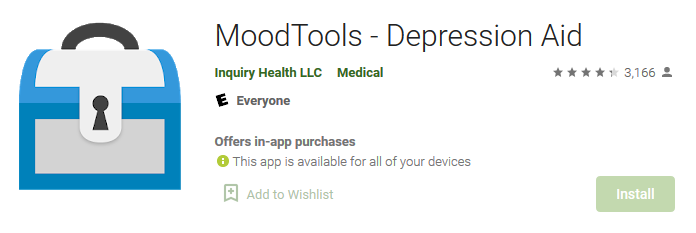 MoodTools - Depression Aid
Inquiry Health LLC Medical 3,166
E Everyone
Offers in-app purchases
This app is available for all of your devices
Add to Wishlist Install